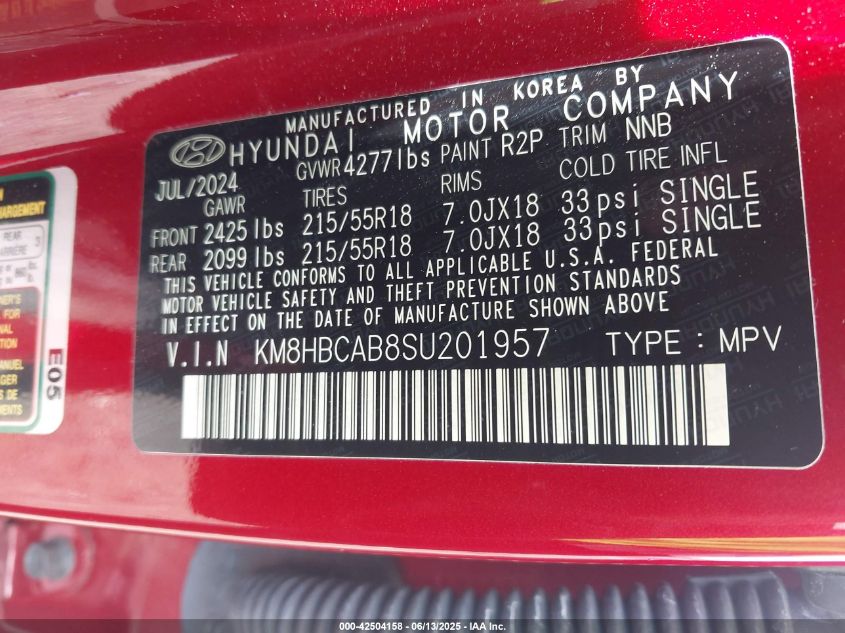 MANUFACTURED IN KOREA BY
HYUNDAI MOTOR COMPANY
JUL/2024 GVWR 4277 lbs PAINT R2P TRIM NNB
GAWR TIRES RIMS COLD TIRE INFL
FRONT 2425 lbs 215/55R18 7.0JX18 33 psi SINGLE
REAR 2099 lbs 215/55R18 7.0JX18 33 psi SINGLE
THIS VEHICLE CONFORMS TO ALL APPLICABLE U.S.A. FEDERAL
MOTOR VEHICLE SAFETY AND THEFT PREVENTION STANDARDS
IN EFFECT ON THE DATE OF MANUFACTURE SHOWN ABOVE
V.I.N KM8HBCAB8SU201957 TYPE : MPV
CHARGEMENT
REAR
3
E05
000-42504158 - 06/13/2025 - IAA Inc.